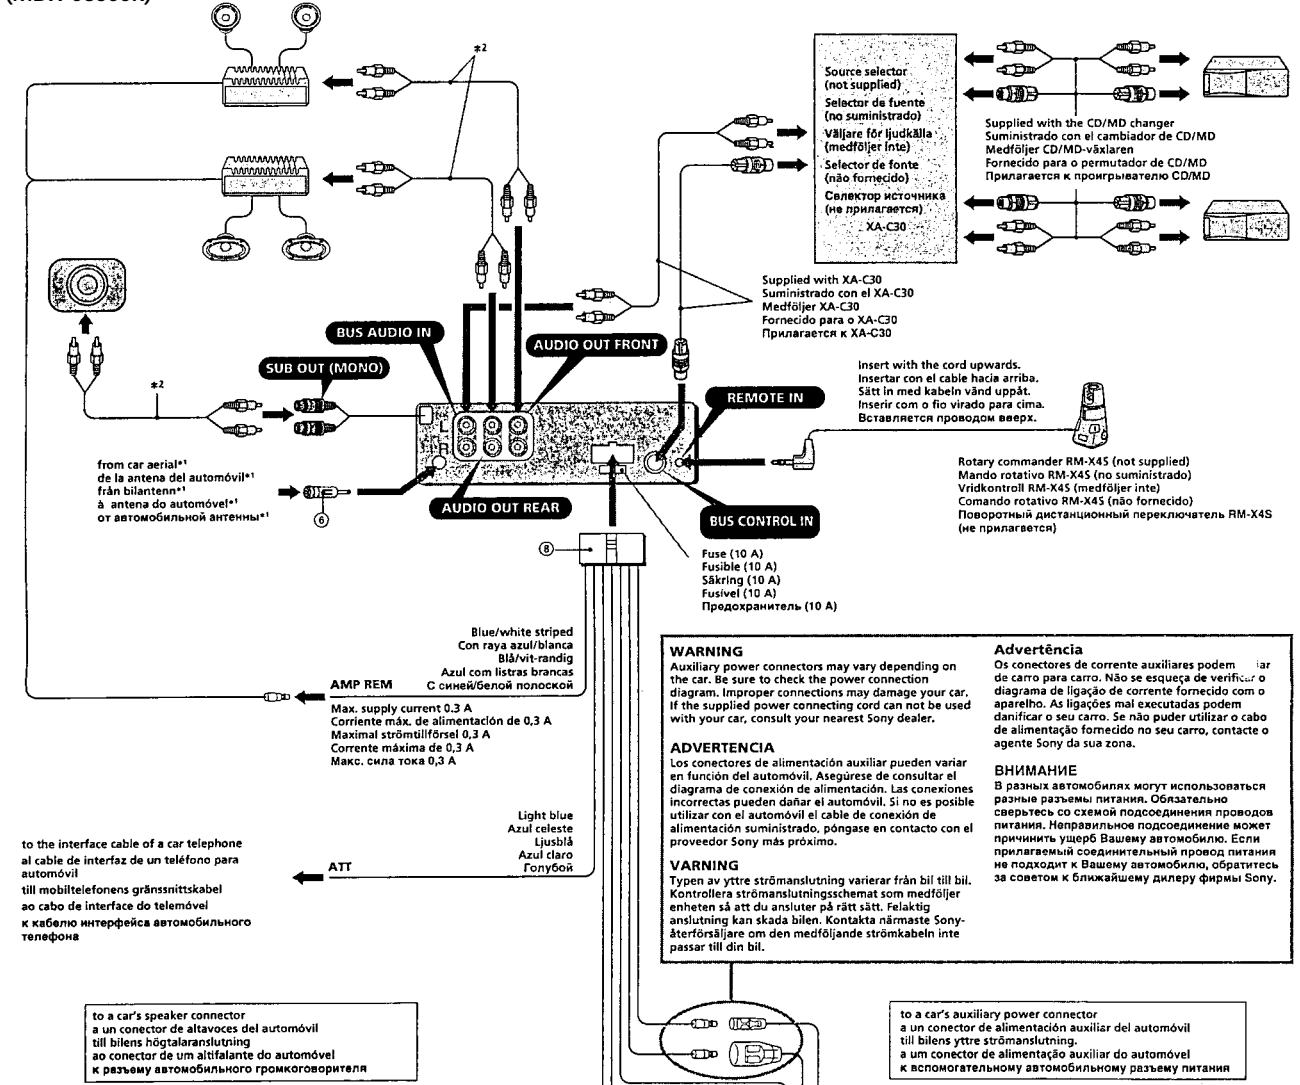 *2
Source selector
(not supplied)
Selector de fuente
(no suministrado)
Väljare för ljudkälla
(medföljer inte)
Selector de fonte
(não fornecido)
Селектор источника
(не прилагается)
XA-C30
Supplied with the CD/MD changer
Suministrado con el cambiador de CD/MD
Medföljer CD/MD-växlaren
Fornecido para o permutador de CD/MD
Прилагается к проигрывателю CD/MD
Supplied with XA-C30
Suministrado con el XA-C30
Medföljer XA-C30
Fornecido para o XA-C30
Прилагается к XA-C30
BUS AUDIO IN
AUDIO OUT FRONT
SUB OUT (MONO)
*2
REMOTE IN
L
R
AUDIO OUT REAR
BUS CONTROL IN
Insert with the cord upwards.
Insertar con el cable hacia arriba.
Sätt in med kabeln vänd uppåt.
Inserir com o fio virado para cima.
Вставляется проводом вверх.
from car aerial*1
de la antena del automóvil*1
från bilantenn*1
à antena do automóvel*1
от автомобильной антенны*1
6
Rotary commander RM-X4S (not supplied)
Mando rotativo RM-X4S (no suministrado)
Vridkontroll RM-X4S (medföljer inte)
Comando rotativo RM-X4S (não fornecido)
Поворотный дистанционный переключатель RM-X4S
(не прилагается)
8
Fuse (10 A)
Fusible (10 A)
Säkring (10 A)
Fusível (10 A)
Предохранитель (10 A)
Blue/white striped
Con raya azul/blanca
Blå/vit-randig
Azul com listras brancas
С синей/белой полоской
AMP REM
Max. supply current 0.3 A
Corriente máx. de alimentación de 0,3 A
Maximal strömtillförsel 0,3 A
Corrente máxima de 0,3 A
Макс. сила тока 0,3 A
Light blue
Azul celeste
Ljusblå
Azul claro
Голубой
ATT
to the interface cable of a car telephone
al cable de interfaz de un teléfono para
automóvil
till mobiltelefonens gränssnittskabel
ao cabo de interface do telemóvel
к кабелю интерфейса автомобильного
телефона
WARNING
Auxiliary power connectors may vary depending on
the car. Be sure to check the power connection
diagram. Improper connections may damage your car.
If the supplied power connecting cord can not be used
with your car, consult your nearest Sony dealer.
ADVERTENCIA
Los conectores de alimentación auxiliar pueden variar
en función del automóvil. Asegúrese de consultar el
diagrama de conexión de alimentación. Las conexiones
incorrectas pueden dañar el automóvil. Si no es posible
utilizar con el automóvil el cable de conexión de
alimentación suministrado, póngase en contacto con el
proveedor Sony más próximo.
VARNING
Typen av yttre strömanslutning varierar från bil till bil.
Kontrollera strömanslutningsschemat som medföljer
enheten så att du ansluter på rätt sätt. Felaktig
anslutning kan skada bilen. Kontakta närmaste Sony-
återförsäljare om den medföljande strömkabeln inte
passar till din bil.
Advertência
Os conectores de corrente auxiliares podem
de carro para carro. Não se esqueça de verificar o
diagrama de ligação de corrente fornecido com o
aparelho. As ligações mal executadas podem
danificar o seu carro. Se não puder utilizar o cabo
de alimentação fornecido no seu carro, contacte o
agente Sony da sua zona.
ВНИМАНИЕ
В разных автомобилях могут использоваться
разные разъемы питания. Обязательно
сверьтесь со схемой подсоединения проводов
питания. Неправильное подсоединение может
причинить ущерб Вашему автомобилю. Если
прилагаемый соединительный провод питания
не подходит к Вашему автомобилю, обратитесь
за советом к ближайшему дилеру фирмы Sony.
to a car's speaker connector
a un conector de altavoces del automóvil
till bilens högtalaranslutning
ao conector de um altifalante do automóvel
к разъему автомобильного громкоговорителя
to a car's auxiliary power connector
a un conector de alimentación auxiliar del automóvil
till bilens yttre strömanslutning.
a um conector de alimentação auxiliar do automóvel
к вспомогательному автомобильному разъему питания